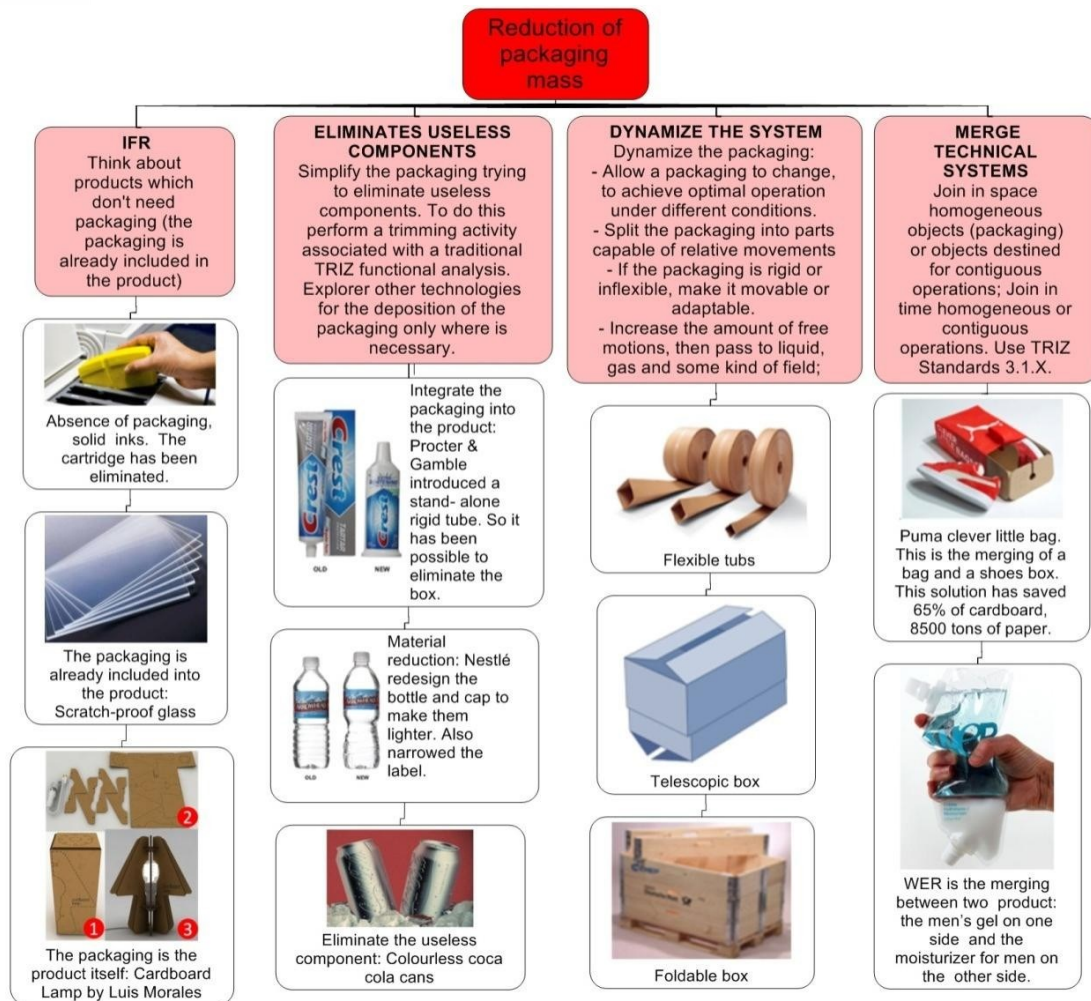 Reduction of
packaging
mass
IFR
Think about
products which
don't need
packaging (the
packaging is
already included in
the product)
Absence of packaging,
solid inks. The
cartridge has been
eliminated.
The packaging is
already included into
the product:
Scratch-proof glass
2
1
3
The packaging is the
product itself: Cardboard
Lamp by Luis Morales
ELIMINATES USELESS
COMPONENTS
Simplify the packaging trying
to eliminate useless
components. To do this
perform a trimming activity
associated with a traditional
TRIZ functional analysis.
Explorer other technologies
for the deposition of the
packaging only where is
necessary.
Crest
Crest
Crest
OLD
NEW
Integrate the
packaging into
the product:
Procter &
Gamble
introduced a
stand- alone
rigid tube. So it
has been
possible to
eliminate the
box.
OLD
NEW
Material
reduction: Nestlé
redesign the
bottle and cap to
make them
lighter. Also
narrowed the
label.
Eliminate the useless
component: Colourless coca
cola cans
DYNAMIZE THE SYSTEM
Dynamize the packaging:
- Allow a packaging to change,
to achieve optimal operation
under different conditions.
- Split the packaging into parts
capable of relative movements
- If the packaging is rigid or
inflexible, make it movable or
adaptable.
- Increase the amount of free
motions, then pass to liquid,
gas and some kind of field;
Flexible tubs
Telescopic box
Foldable box
MERGE
TECHNICAL
SYSTEMS
Join in space
homogeneous
objects (packaging)
or objects destined
for contiguous
operations; Join in
time homogeneous or
contiguous
operations. Use TRIZ
Standards 3.1.X.
Puma clever little bag.
This is the merging of a
bag and a shoes box.
This solution has saved
65% of cardboard,
8500 tons of paper.
WER is the merging
between two product:
the men’s gel on one
side and the
moisturizer for men on
the other side.